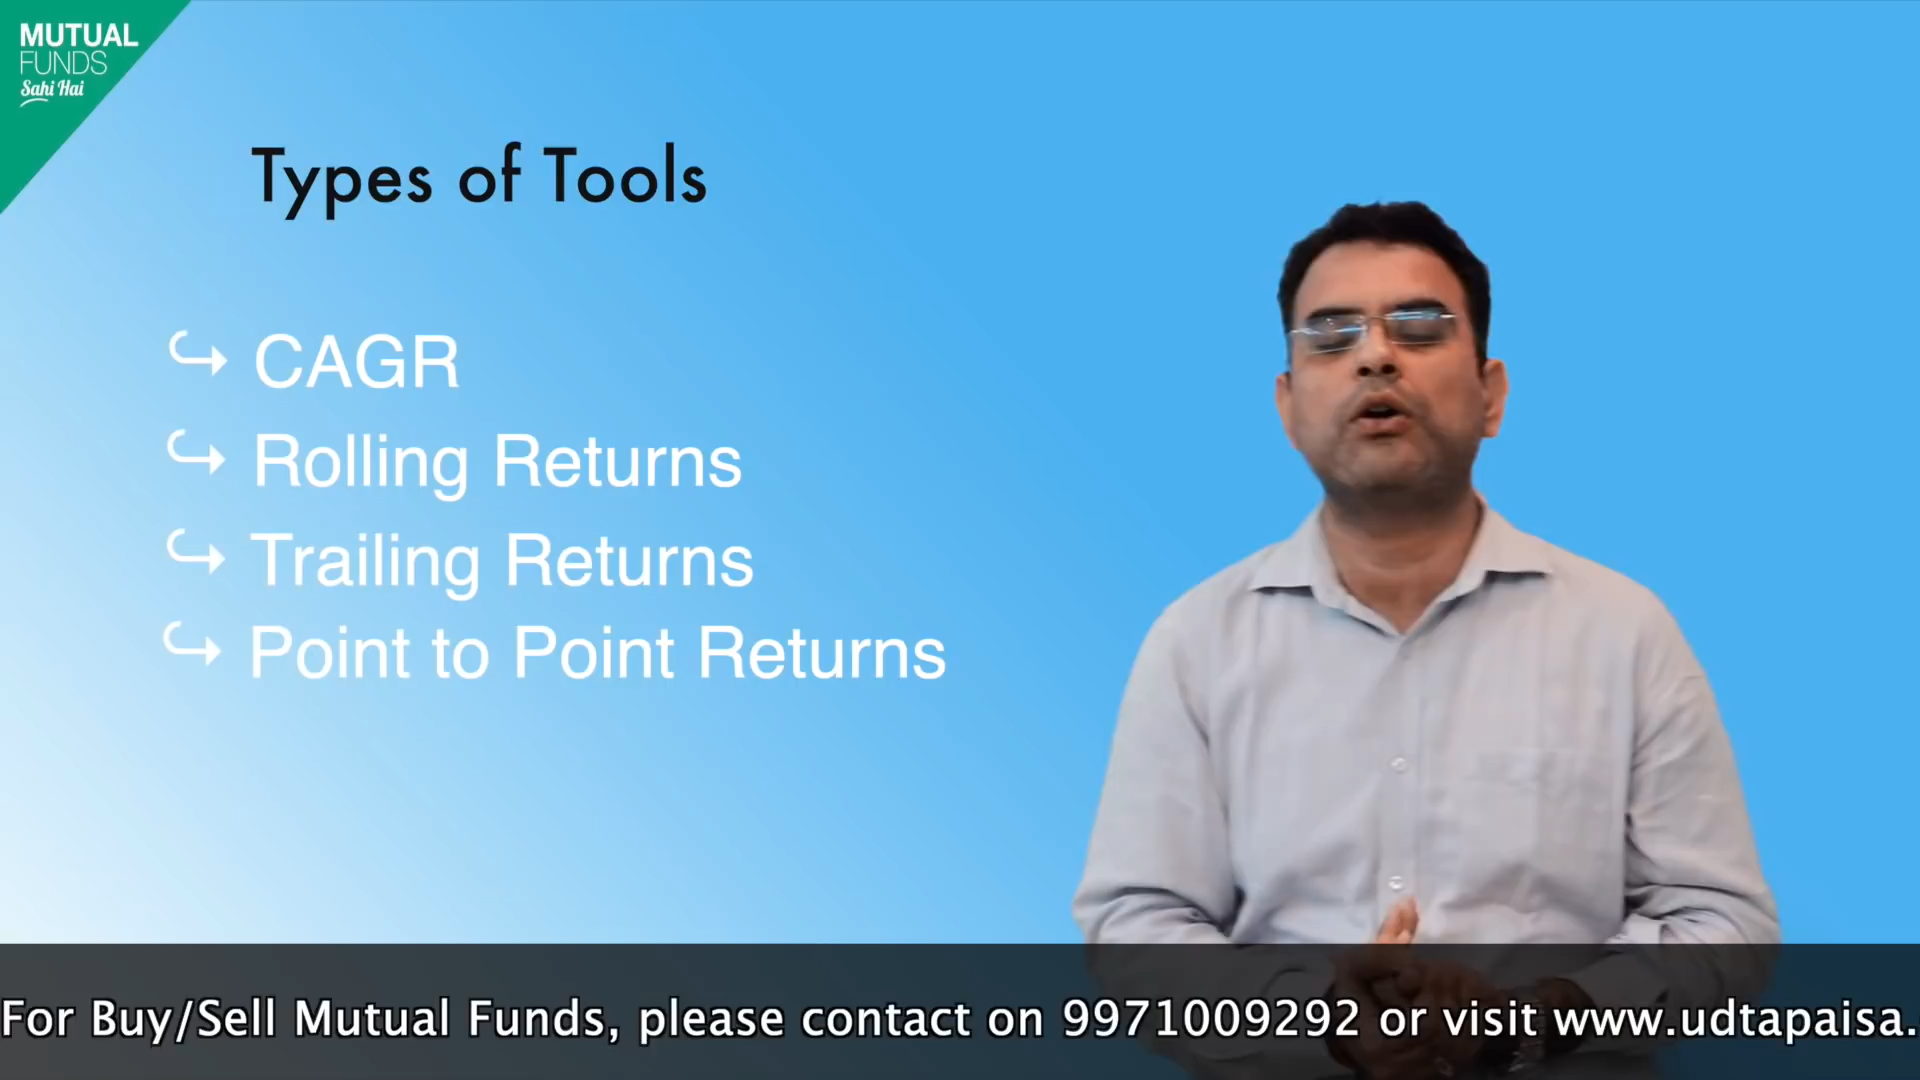 MUTUAL
FUNDS
Sahi Hai
Types of Tools
↪ CAGR
↪ Rolling Returns
↪ Trailing Returns
↪ Point to Point Returns
For Buy/Sell Mutual Funds, please contact on 9971009292 or visit www.udtapaisa.